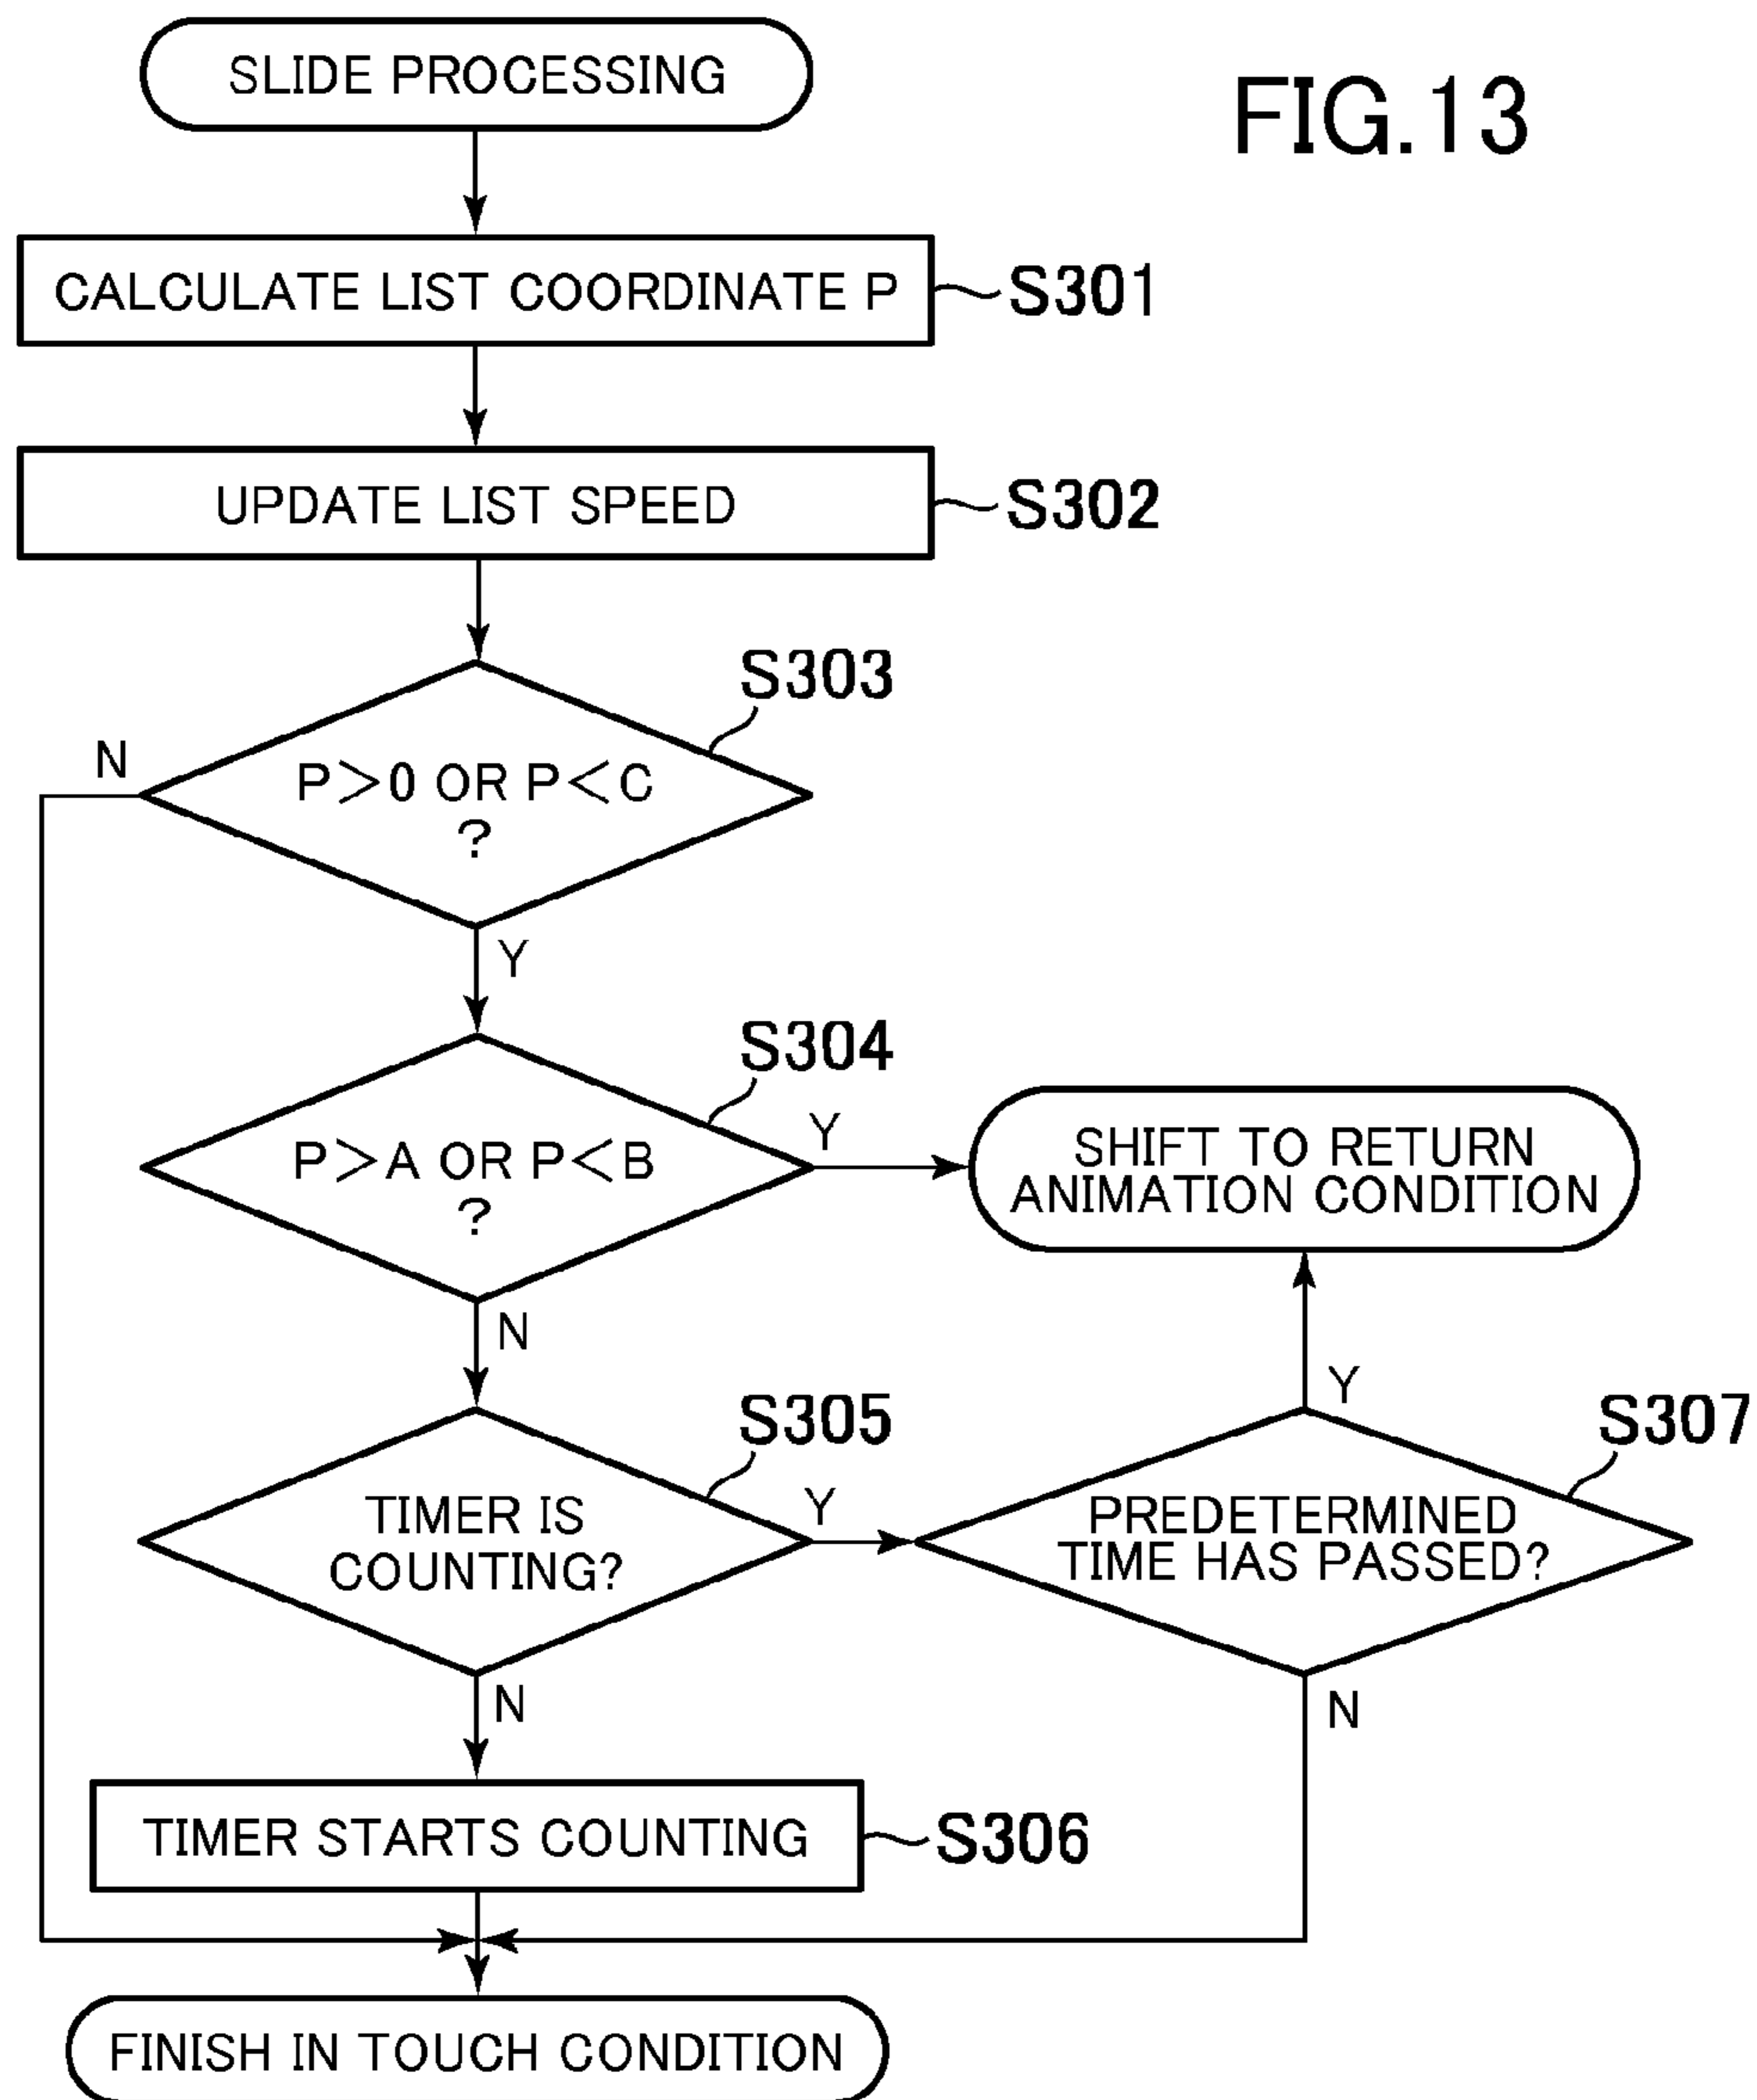 SLIDE PROCESSING
FIG.13
CALCULATE LIST COORDINATE P
S301
UPDATE LIST SPEED
S302
S303
N
P>0 OR P<C
?
Y
S304
P>A OR P<B
?
Y
SHIFT TO RETURN
ANIMATION CONDITION
N
S305
TIMER IS
COUNTING?
Y
Y
S307
PREDETERMINED
TIME HAS PASSED?
N
N
TIMER STARTS COUNTING
S306
FINISH IN TOUCH CONDITION